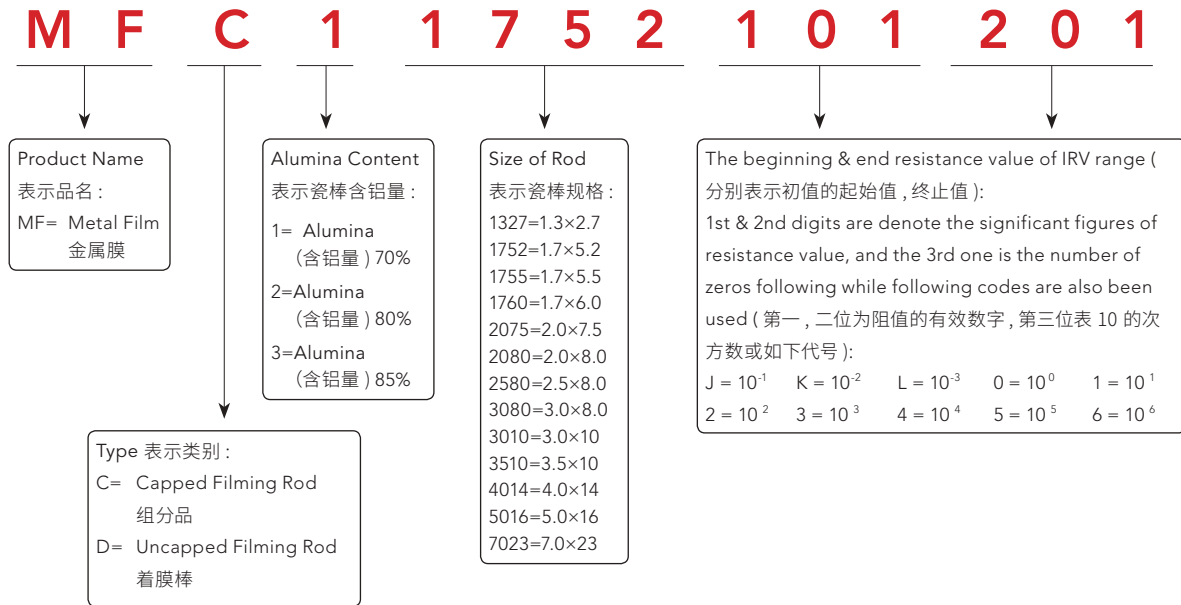 M F C 1 1 7 5 2 1 0 1 2 0 1
Product Name
表示品名 :
MF= Metal Film
金属膜
Alumina Content
表示瓷棒含铝量 :
1= Alumina
(含铝量 ) 70%
2=Alumina
(含铝量 ) 80%
3=Alumina
(含铝量 ) 85%
Size of Rod
表示瓷棒规格 :
1327=1.3×2.7
1752=1.7×5.2
1755=1.7×5.5
1760=1.7×6.0
2075=2.0×7.5
2080=2.0×8.0
2580=2.5×8.0
3080=3.0×8.0
3010=3.0×10
3510=3.5×10
4014=4.0×14
5016=5.0×16
7023=7.0×23
The beginning & end resistance value of IRV range (
分别表示初值的起始值 , 终止值 ):
1st & 2nd digits are denote the significant figures of
resistance value, and the 3rd one is the number of
zeros following while following codes are also been
used ( 第一 , 二位为阻值的有效数字 , 第三位表 10 的次
方数或如下代号 ):
J = 10⁻¹ K = 10⁻² L = 10⁻³ 0 = 10⁰ 1 = 10¹
2 = 10² 3 = 10³ 4 = 10⁴ 5 = 10⁵ 6 = 10⁶
Type 表示类别 :
C= Capped Filming Rod
组分品
D= Uncapped Filming Rod
着膜棒